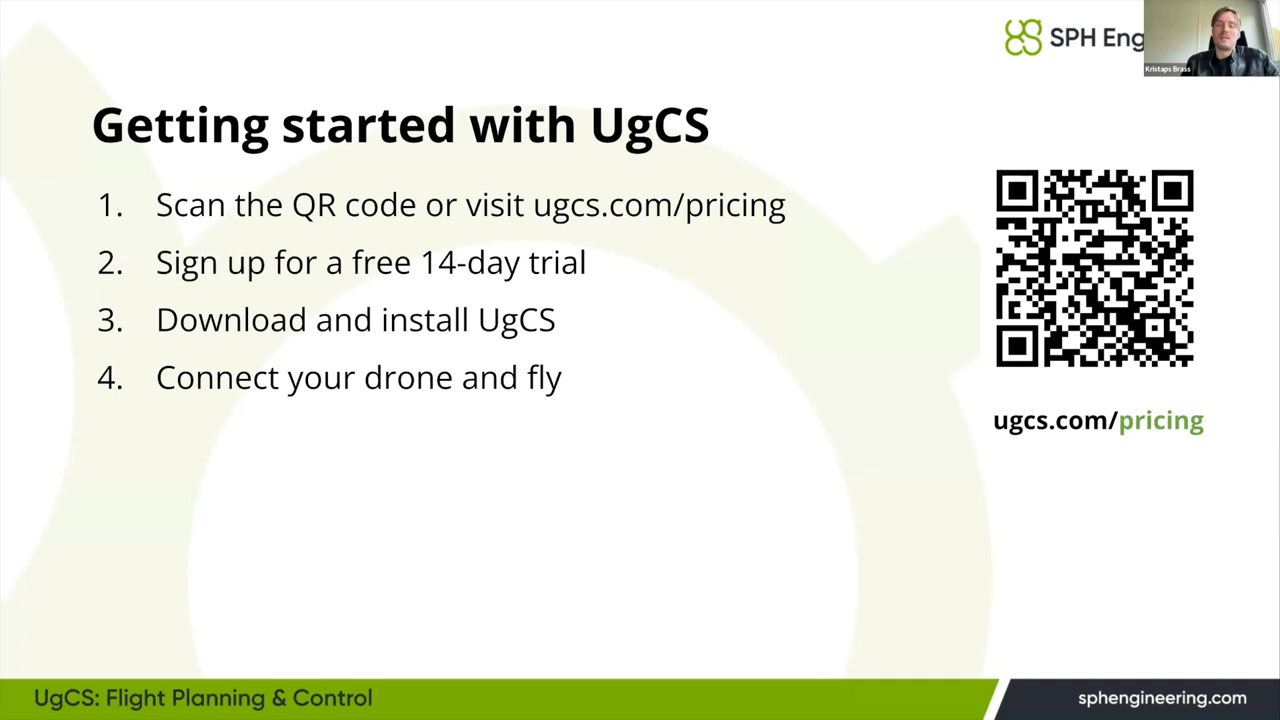 SPH Eng
Kristaps Brass
Getting started with UgCS
1. Scan the QR code or visit ugcs.com/pricing
2. Sign up for a free 14-day trial
3. Download and install UgCS
4. Connect your drone and fly
ugcs.com/pricing
UgCS: Flight Planning & Control
sphengineering.com